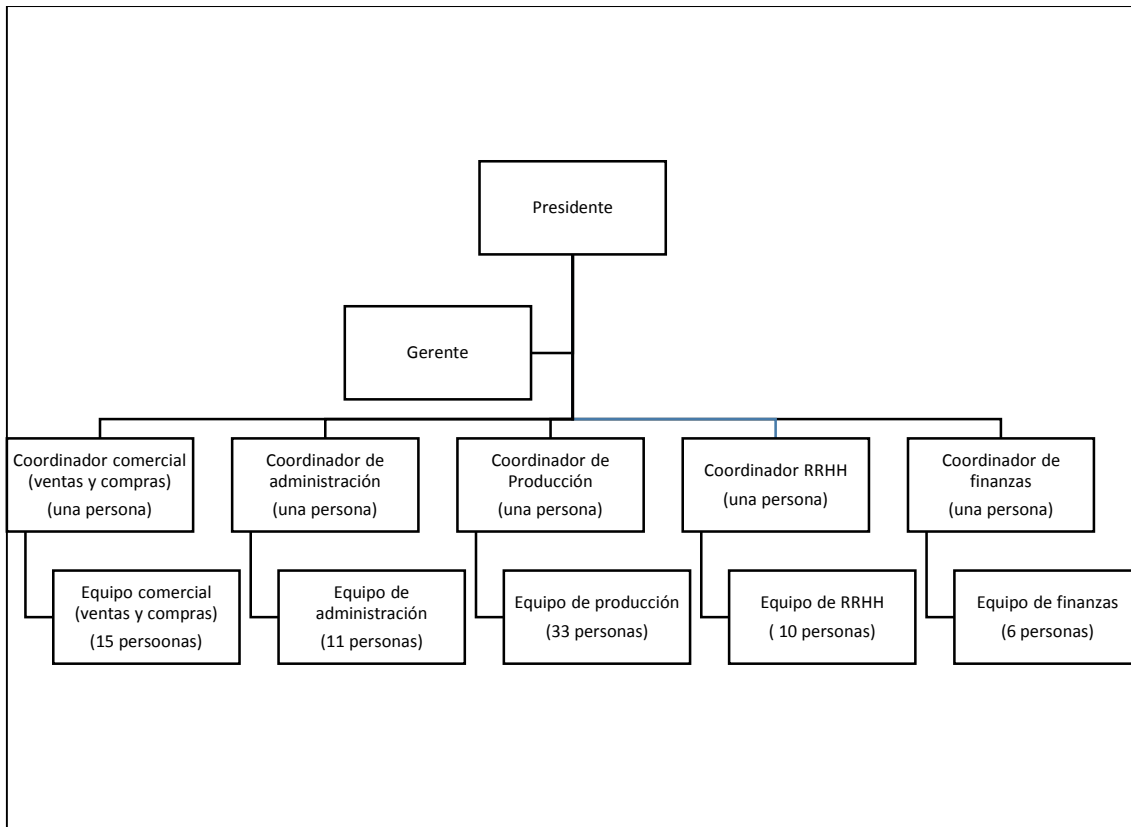 Presidente
Gerente
Coordinador comercial
(ventas y compras)
(una persona)
Coordinador de
administración
(una persona)
Coordinador de
Producción
(una persona)
Coordinador RRHH
(una persona)
Coordinador de
finanzas
(una persona)
Equipo comercial
(ventas y compras)
(15 persoonas)
Equipo de
administración
(11 personas)
Equipo de producción
(33 personas)
Equipo de RRHH
( 10 personas)
Equipo de finanzas
(6 personas)